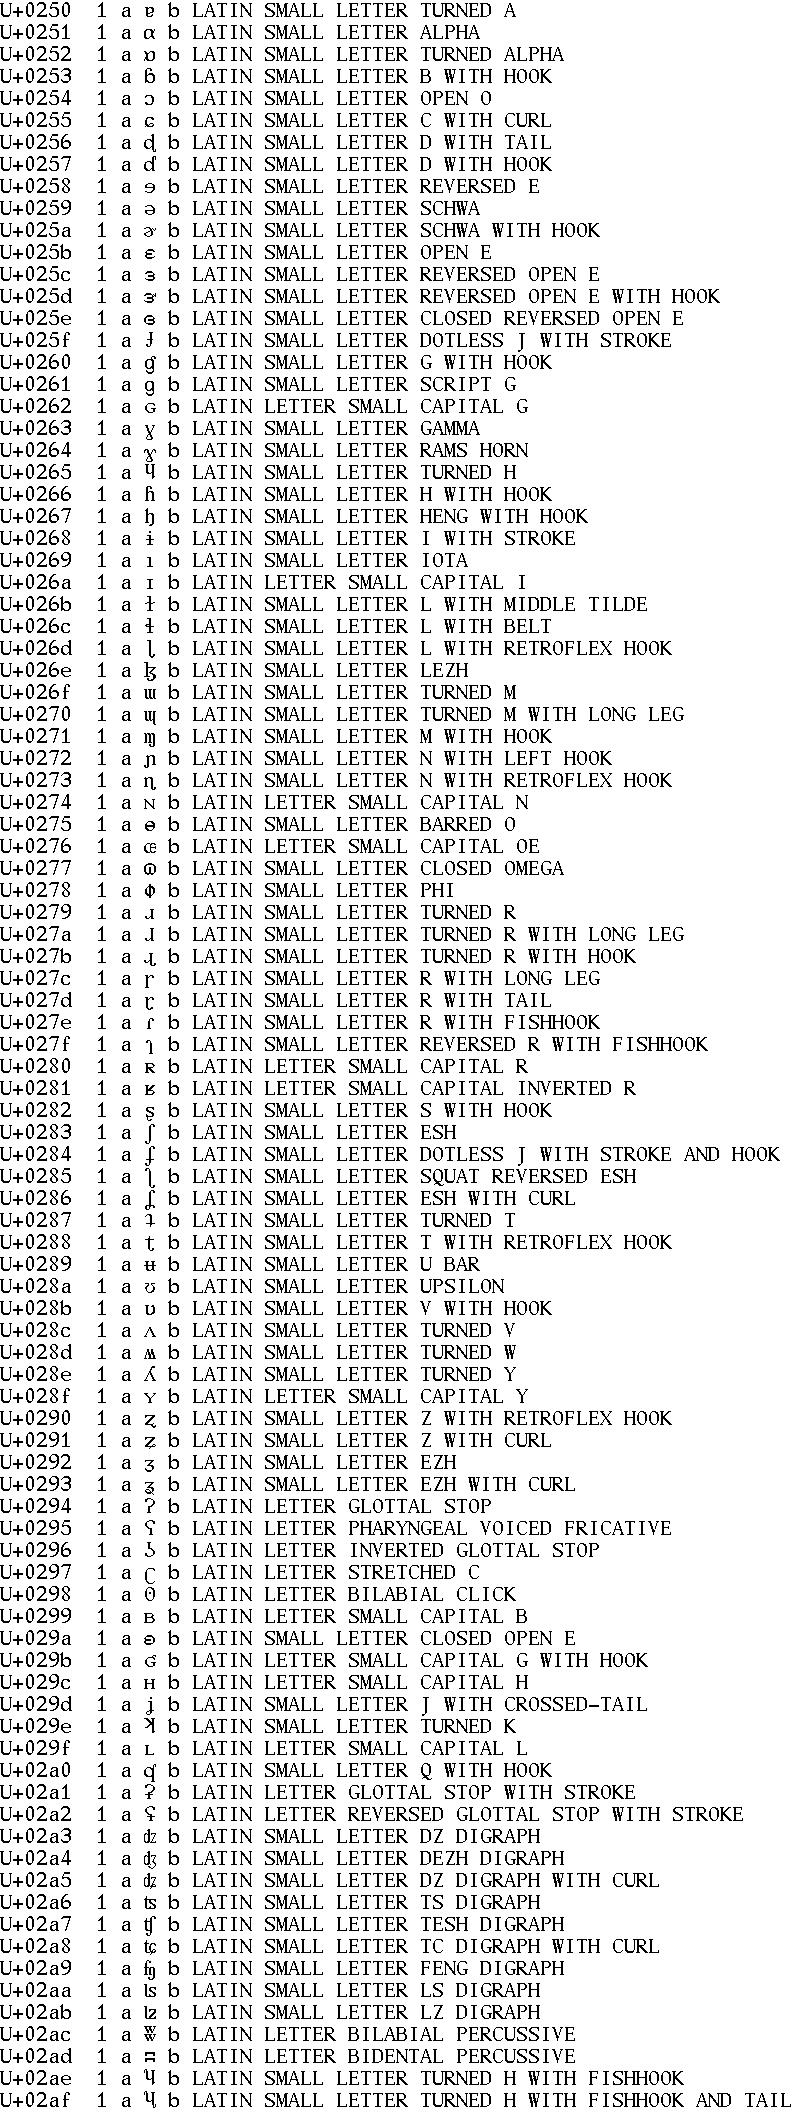 U+0250 1 a ɐ b LATIN SMALL LETTER TURNED A
U+0251 1 a ɑ b LATIN SMALL LETTER ALPHA
U+0252 1 a ɒ b LATIN SMALL LETTER TURNED ALPHA
U+0253 1 a ɓ b LATIN SMALL LETTER B WITH HOOK
U+0254 1 a ɔ b LATIN SMALL LETTER OPEN O
U+0255 1 a ɕ b LATIN SMALL LETTER C WITH CURL
U+0256 1 a ɖ b LATIN SMALL LETTER D WITH TAIL
U+0257 1 a ɗ b LATIN SMALL LETTER D WITH HOOK
U+0258 1 a ɘ b LATIN SMALL LETTER REVERSED E
U+0259 1 a ə b LATIN SMALL LETTER SCHWA
U+025a 1 a ɚ b LATIN SMALL LETTER SCHWA WITH HOOK
U+025b 1 a ɛ b LATIN SMALL LETTER OPEN E
U+025c 1 a ɜ b LATIN SMALL LETTER REVERSED OPEN E
U+025d 1 a ɝ b LATIN SMALL LETTER REVERSED OPEN E WITH HOOK
U+025e 1 a ɞ b LATIN SMALL LETTER CLOSED REVERSED OPEN E
U+025f 1 a ɟ b LATIN SMALL LETTER DOTLESS J WITH STROKE
U+0260 1 a ɠ b LATIN SMALL LETTER G WITH HOOK
U+0261 1 a ɡ b LATIN SMALL LETTER SCRIPT G
U+0262 1 a ɢ b LATIN LETTER SMALL CAPITAL G
U+0263 1 a ɣ b LATIN SMALL LETTER GAMMA
U+0264 1 a ɤ b LATIN SMALL LETTER RAMS HORN
U+0265 1 a ɥ b LATIN SMALL LETTER TURNED H
U+0266 1 a ɦ b LATIN SMALL LETTER H WITH HOOK
U+0267 1 a ɧ b LATIN SMALL LETTER HENG WITH HOOK
U+0268 1 a ɨ b LATIN SMALL LETTER I WITH STROKE
U+0269 1 a ɩ b LATIN SMALL LETTER IOTA
U+026a 1 a ɪ b LATIN LETTER SMALL CAPITAL I
U+026b 1 a ɫ b LATIN SMALL LETTER L WITH MIDDLE TILDE
U+026c 1 a ɬ b LATIN SMALL LETTER L WITH BELT
U+026d 1 a ɭ b LATIN SMALL LETTER L WITH RETROFLEX HOOK
U+026e 1 a ɮ b LATIN SMALL LETTER LEZH
U+026f 1 a ɯ b LATIN SMALL LETTER TURNED M
U+0270 1 a ɰ b LATIN SMALL LETTER TURNED M WITH LONG LEG
U+0271 1 a ɱ b LATIN SMALL LETTER M WITH HOOK
U+0272 1 a ɲ b LATIN SMALL LETTER N WITH LEFT HOOK
U+0273 1 a ɳ b LATIN SMALL LETTER N WITH RETROFLEX HOOK
U+0274 1 a ɴ b LATIN LETTER SMALL CAPITAL N
U+0275 1 a ɵ b LATIN SMALL LETTER BARRED O
U+0276 1 a ɶ b LATIN LETTER SMALL CAPITAL OE
U+0277 1 a ɷ b LATIN SMALL LETTER CLOSED OMEGA
U+0278 1 a ɸ b LATIN SMALL LETTER PHI
U+0279 1 a ɹ b LATIN SMALL LETTER TURNED R
U+027a 1 a ɺ b LATIN SMALL LETTER TURNED R WITH LONG LEG
U+027b 1 a ɻ b LATIN SMALL LETTER TURNED R WITH HOOK
U+027c 1 a ɼ b LATIN SMALL LETTER R WITH LONG LEG
U+027d 1 a ɽ b LATIN SMALL LETTER R WITH TAIL
U+027e 1 a ɾ b LATIN SMALL LETTER R WITH FISHHOOK
U+027f 1 a ɿ b LATIN SMALL LETTER REVERSED R WITH FISHHOOK
U+0280 1 a ʀ b LATIN LETTER SMALL CAPITAL R
U+0281 1 a ʁ b LATIN LETTER SMALL CAPITAL INVERTED R
U+0282 1 a ʂ b LATIN SMALL LETTER S WITH HOOK
U+0283 1 a ʃ b LATIN SMALL LETTER ESH
U+0284 1 a ʄ b LATIN SMALL LETTER DOTLESS J WITH STROKE AND HOOK
U+0285 1 a ʅ b LATIN SMALL LETTER SQUAT REVERSED ESH
U+0286 1 a ʆ b LATIN SMALL LETTER ESH WITH CURL
U+0287 1 a ʇ b LATIN SMALL LETTER TURNED T
U+0288 1 a ʈ b LATIN SMALL LETTER T WITH RETROFLEX HOOK
U+0289 1 a ʉ b LATIN SMALL LETTER U BAR
U+028a 1 a ʊ b LATIN SMALL LETTER UPSILON
U+028b 1 a ʋ b LATIN SMALL LETTER V WITH HOOK
U+028c 1 a ʌ b LATIN SMALL LETTER TURNED V
U+028d 1 a ʍ b LATIN SMALL LETTER TURNED W
U+028e 1 a ʎ b LATIN SMALL LETTER TURNED Y
U+028f 1 a ʏ b LATIN LETTER SMALL CAPITAL Y
U+0290 1 a ʐ b LATIN SMALL LETTER Z WITH RETROFLEX HOOK
U+0291 1 a ʑ b LATIN SMALL LETTER Z WITH CURL
U+0292 1 a ʒ b LATIN SMALL LETTER EZH
U+0293 1 a ʓ b LATIN SMALL LETTER EZH WITH CURL
U+0294 1 a ʔ b LATIN LETTER GLOTTAL STOP
U+0295 1 a ʕ b LATIN LETTER PHARYNGEAL VOICED FRICATIVE
U+0296 1 a ʖ b LATIN LETTER INVERTED GLOTTAL STOP
U+0297 1 a ʗ b LATIN LETTER STRETCHED C
U+0298 1 a ʘ b LATIN LETTER BILABIAL CLICK
U+0299 1 a ʙ b LATIN LETTER SMALL CAPITAL B
U+029a 1 a ʚ b LATIN SMALL LETTER CLOSED OPEN E
U+029b 1 a ʛ b LATIN LETTER SMALL CAPITAL G WITH HOOK
U+029c 1 a ʜ b LATIN LETTER SMALL CAPITAL H
U+029d 1 a ʝ b LATIN SMALL LETTER J WITH CROSSED-TAIL
U+029e 1 a ʞ b LATIN SMALL LETTER TURNED K
U+029f 1 a ʟ b LATIN LETTER SMALL CAPITAL L
U+02a0 1 a ʠ b LATIN SMALL LETTER Q WITH HOOK
U+02a1 1 a ʡ b LATIN LETTER GLOTTAL STOP WITH STROKE
U+02a2 1 a ʢ b LATIN LETTER REVERSED GLOTTAL STOP WITH STROKE
U+02a3 1 a ʣ b LATIN SMALL LETTER DZ DIGRAPH
U+02a4 1 a ʤ b LATIN SMALL LETTER DEZH DIGRAPH
U+02a5 1 a ʥ b LATIN SMALL LETTER DZ DIGRAPH WITH CURL
U+02a6 1 a ʦ b LATIN SMALL LETTER TS DIGRAPH
U+02a7 1 a ʧ b LATIN SMALL LETTER TESH DIGRAPH
U+02a8 1 a ʨ b LATIN SMALL LETTER TC DIGRAPH WITH CURL
U+02a9 1 a ʩ b LATIN SMALL LETTER FENG DIGRAPH
U+02aa 1 a ʪ b LATIN SMALL LETTER LS DIGRAPH
U+02ab 1 a ʫ b LATIN SMALL LETTER LZ DIGRAPH
U+02ac 1 a ʬ b LATIN LETTER BILABIAL PERCUSSIVE
U+02ad 1 a ʭ b LATIN LETTER BIDENTAL PERCUSSIVE
U+02ae 1 a ʮ b LATIN SMALL LETTER TURNED H WITH FISHHOOK
U+02af 1 a ʯ b LATIN SMALL LETTER TURNED H WITH FISHHOOK AND TAIL